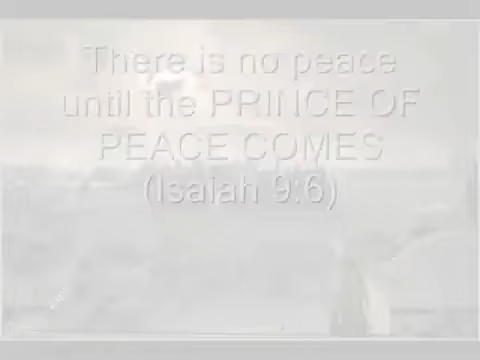 There is no peace
until the PRINCE OF
PEACE COMES
(Isaiah 9:6)